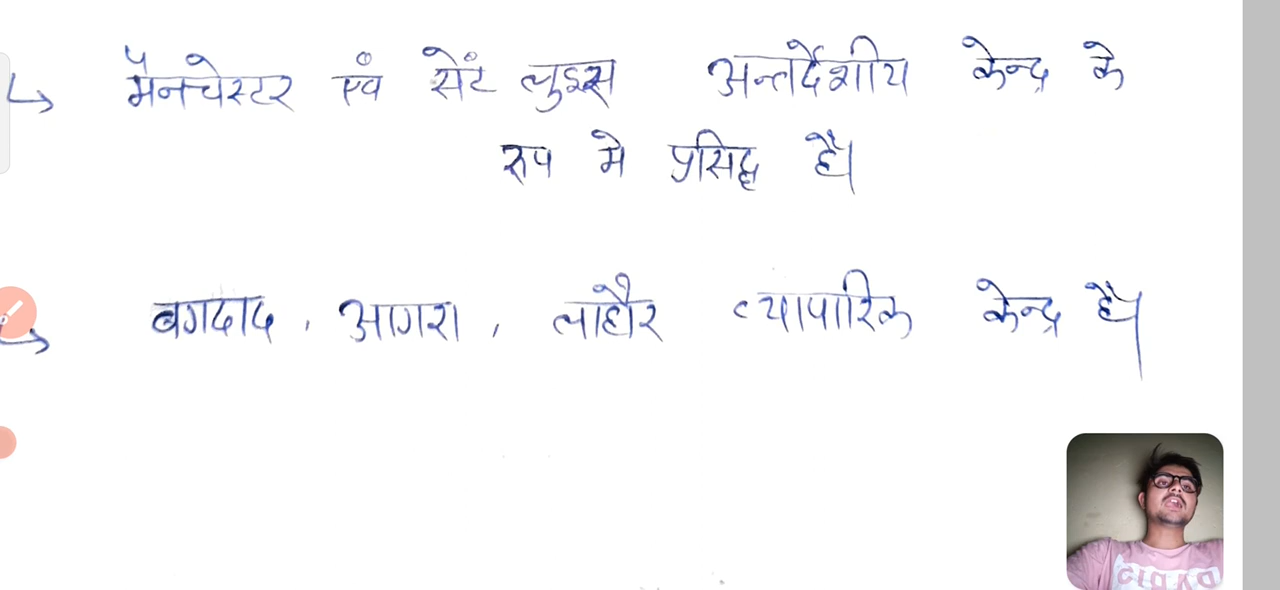 मैनचेस्टर एवं सेंट लुइस अन्तर्देशीय केन्द्र के
रुप मे प्रसिद्ध है।
बगदाद, आगरा, लाहौर व्यापारिक केन्द्र है।